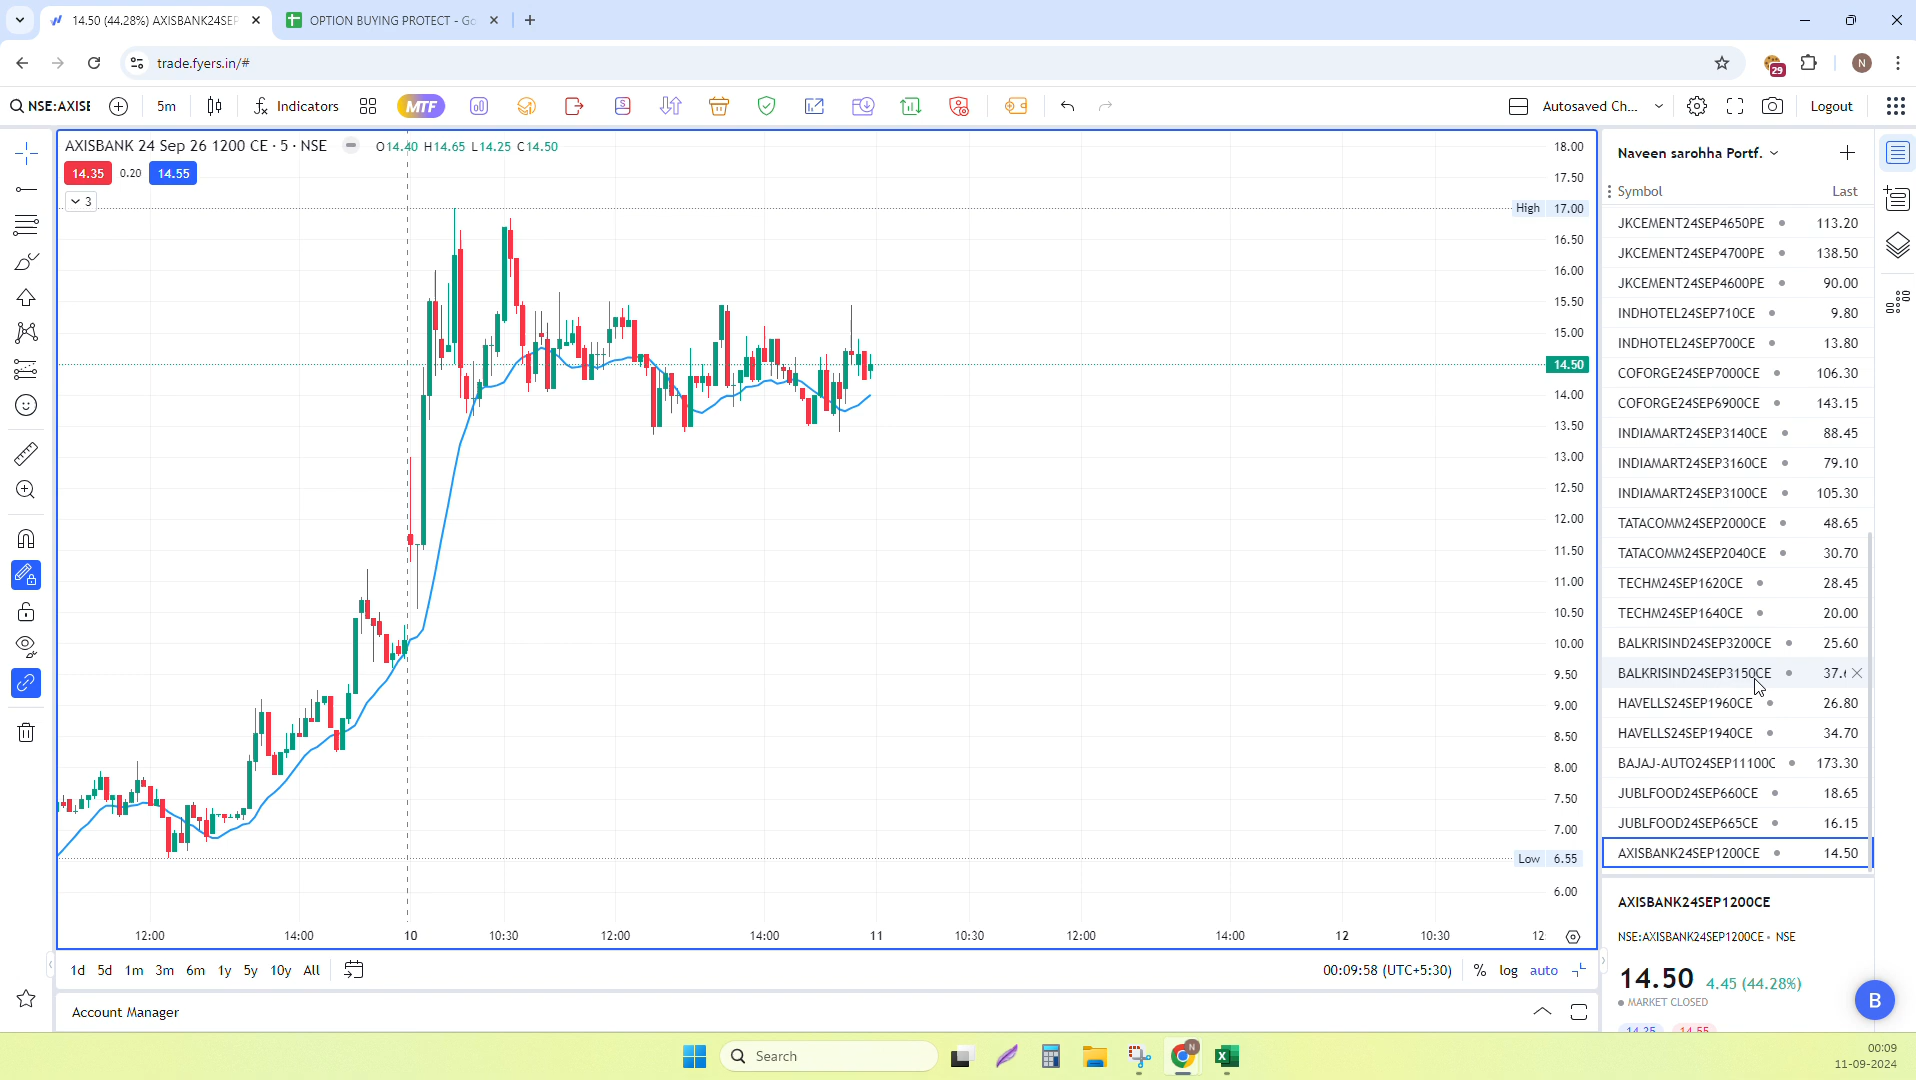 14.50 (44.28%) AXISBANK24SEP
OPTION BUYING PROTECT - Go
trade.fyers.in/#
29
N
NSE:AXISE
5m
Indicators
MTF
S
Autosaved Ch...
Logout
AXISBANK 24 Sep 26 1200 CE · 5 · NSE
O14.40 H14.65 L14.25 C14.50
14.35
0.20
14.55
3
18.00
17.50
High 17.00
16.50
16.00
15.50
15.00
14.50
14.00
13.50
13.00
12.50
12.00
11.50
11.00
10.50
10.00
9.50
9.00
8.50
8.00
7.50
7.00
Low 6.55
6.00
12:00
14:00
10
10:30
12:00
14:00
11
10:30
12:00
14:00
12
10:30
12:
1d 5d 1m 3m 6m 1y 5y 10y All
00:09:58 (UTC+5:30)
% log auto
Account Manager
Naveen sarohha Portf.
Symbol Last
JKCEMENT24SEP4650PE 113.20
JKCEMENT24SEP4700PE 138.50
JKCEMENT24SEP4600PE 90.00
INDHOTEL24SEP710CE 9.80
INDHOTEL24SEP700CE 13.80
COFORGE24SEP7000CE 106.30
COFORGE24SEP6900CE 143.15
INDIAMART24SEP3140CE 88.45
INDIAMART24SEP3160CE 79.10
INDIAMART24SEP3100CE 105.30
TATACOMM24SEP2000CE 48.65
TATACOMM24SEP2040CE 30.70
TECHM24SEP1620CE 28.45
TECHM24SEP1640CE 20.00
BALKRISIND24SEP3200CE 25.60
BALKRISIND24SEP3150CE 37.
HAVELLS24SEP1960CE 26.80
HAVELLS24SEP1940CE 34.70
BAJAJ-AUTO24SEP11100C 173.30
JUBLFOOD24SEP660CE 18.65
JUBLFOOD24SEP665CE 16.15
AXISBANK24SEP1200CE 14.50
AXISBANK24SEP1200CE
NSE:AXISBANK24SEP1200CE • NSE
14.50 4.45 (44.28%)
MARKET CLOSED
14.25 14.55
B
Search
N
00:09
11-09-2024